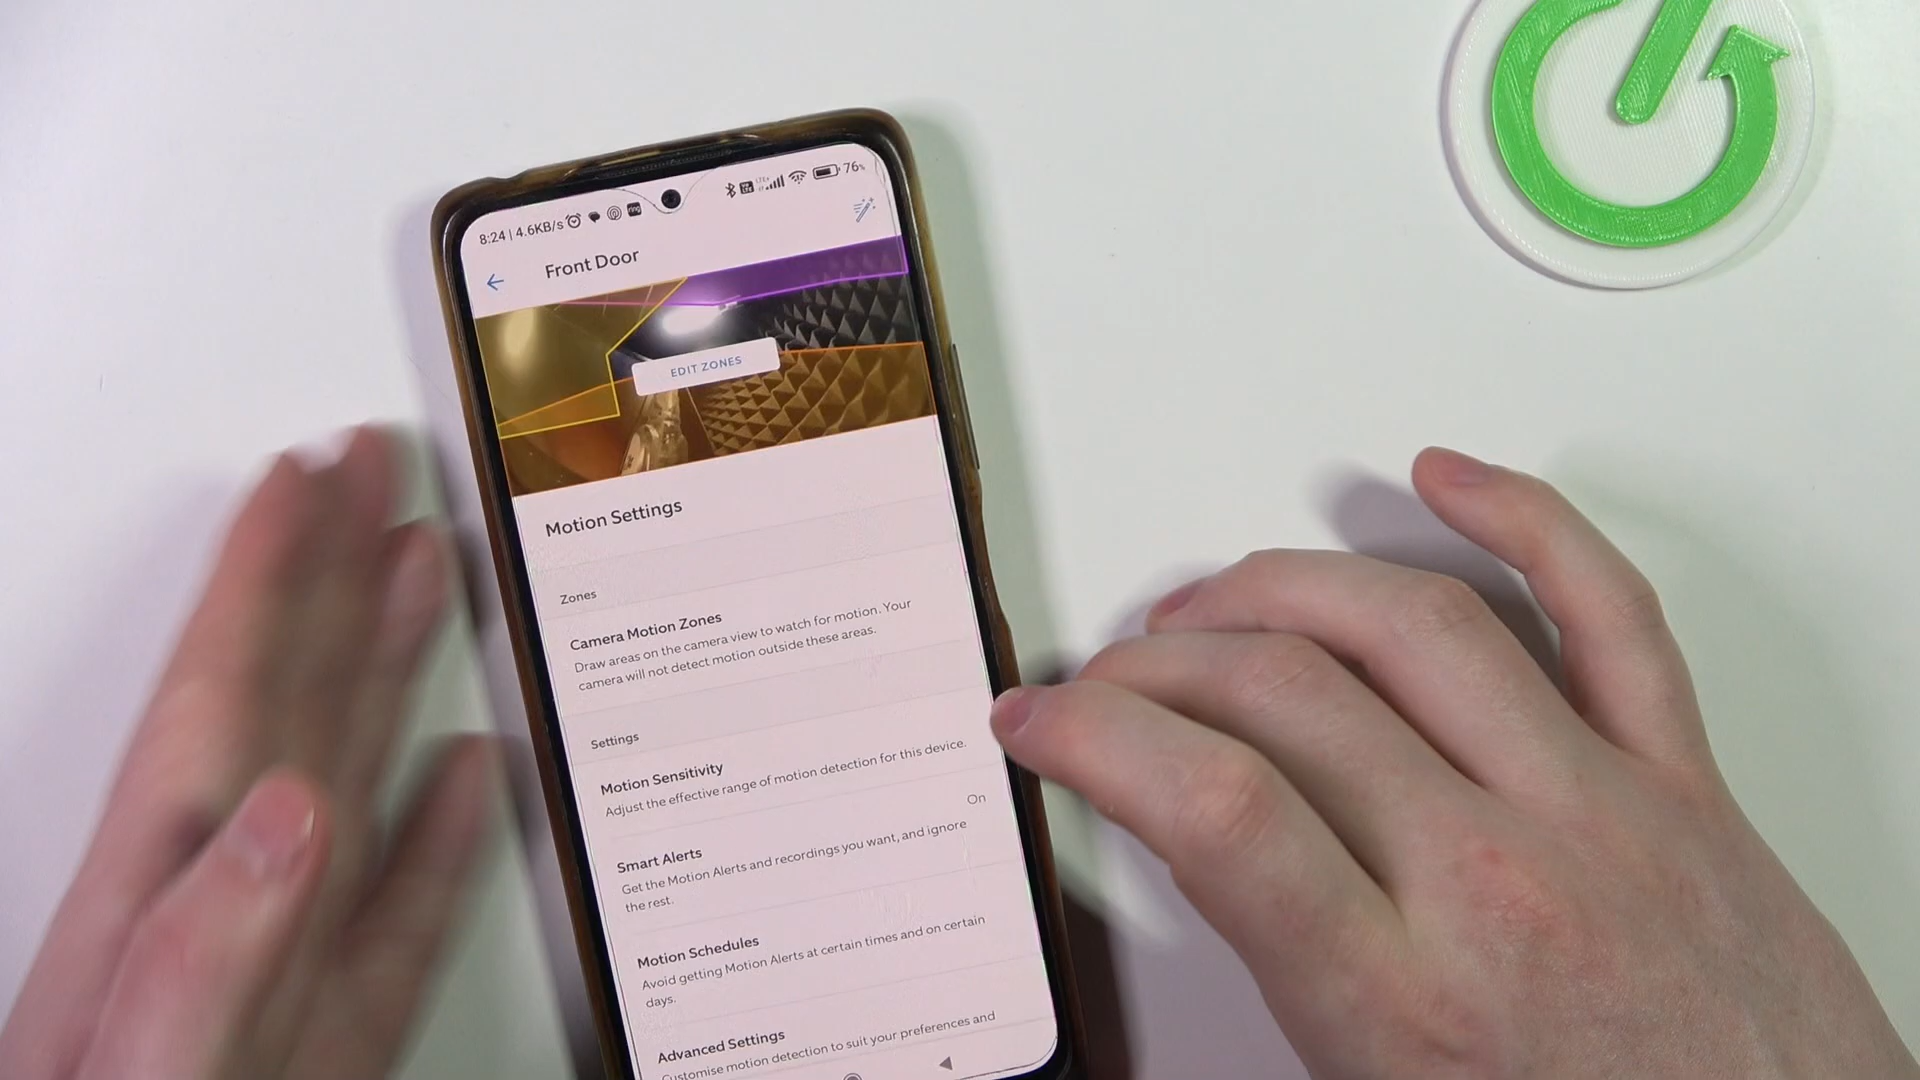 8:24 | 4.6KB/s
76%
Front Door
EDIT ZONES
Motion Settings
Zones
Camera Motion Zones
Draw areas on the camera view to watch for motion. Your
camera will not detect motion outside these areas.
Settings
Motion Sensitivity
Adjust the effective range of motion detection for this device.
On
Smart Alerts
Get the Motion Alerts and recordings you want, and ignore
the rest.
Motion Schedules
Avoid getting Motion Alerts at certain times and on certain
days.
Advanced Settings
Customise motion detection to suit your preferences and